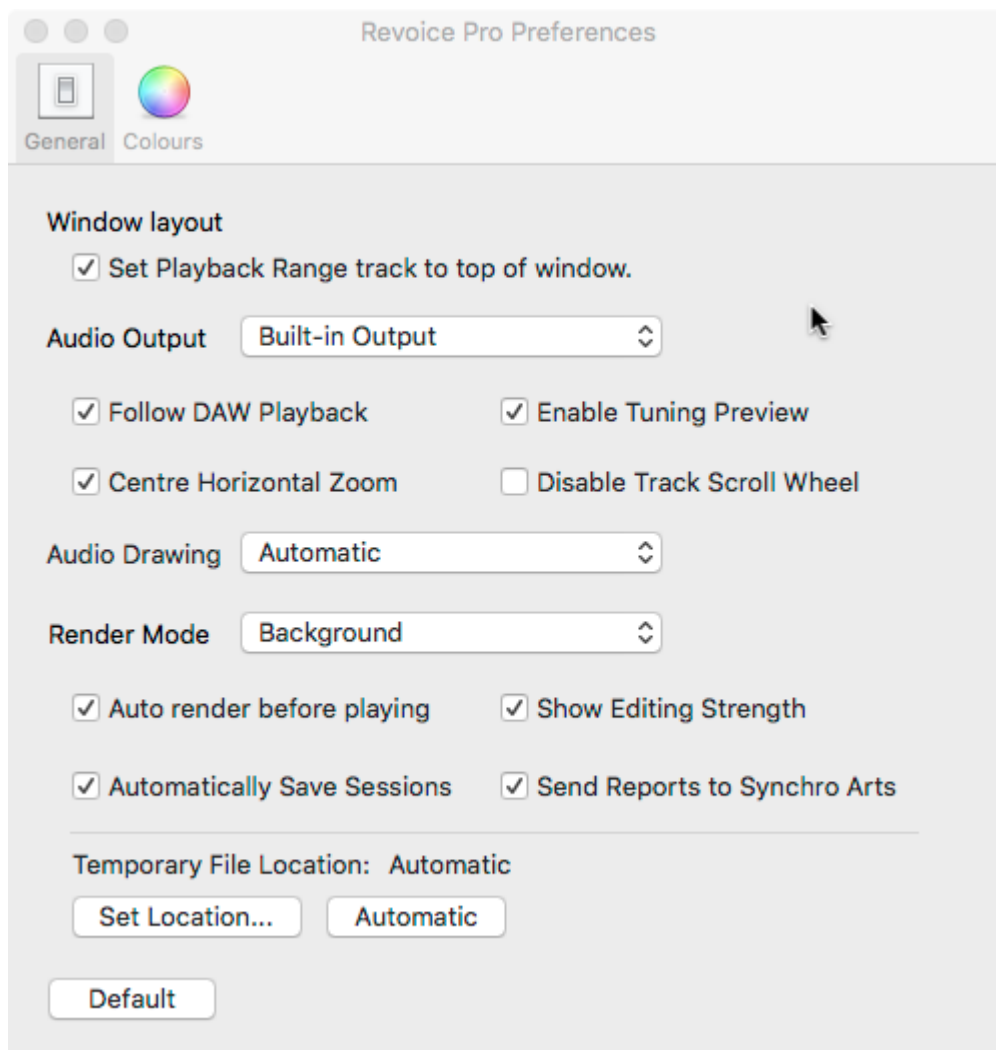 Revoice Pro Preferences
General Colours
Window layout
Set Playback Range track to top of window.
Audio Output Built-in Output
Follow DAW Playback Enable Tuning Preview
Centre Horizontal Zoom Disable Track Scroll Wheel
Audio Drawing Automatic
Render Mode Background
Auto render before playing Show Editing Strength
Automatically Save Sessions Send Reports to Synchro Arts
Temporary File Location: Automatic
Set Location... Automatic
Default